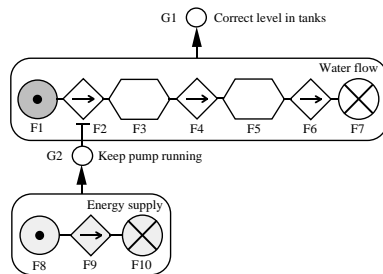 G1 Correct level in tanks
Water flow
F1 F2 F3 F4 F5 F6 F7
G2 Keep pump running
Energy supply
F8 F9 F10